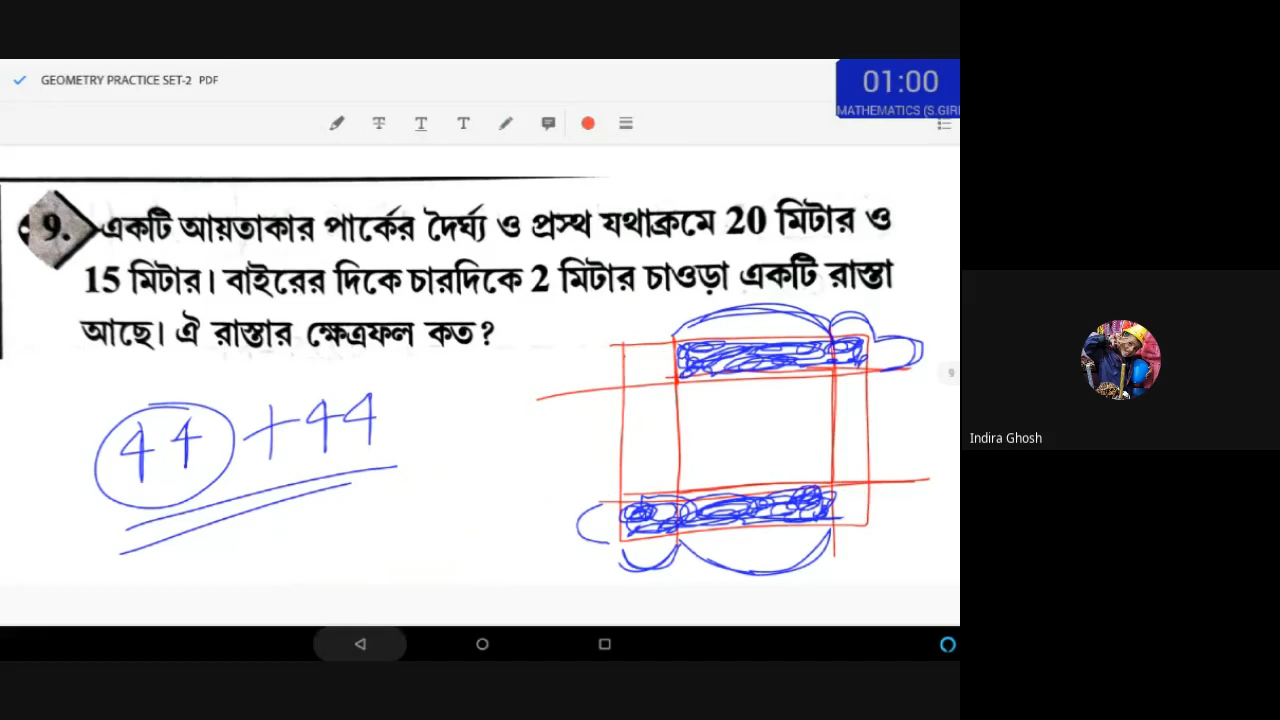 GEOMETRY PRACTICE SET-2 PDF
01:00
MATHEMATICS (S.GIRI
T T T
9. একটি আয়তাকার পার্কের দৈর্ঘ্য ও প্রস্থ যথাক্রমে 20 মিটার ও
15 মিটার। বাইরের দিকে চারদিকে 2 মিটার চাওড়া একটি রাস্তা
আছে। ঐ রাস্তার ক্ষেত্রফল কত?
9
44 + 44
Indira Ghosh